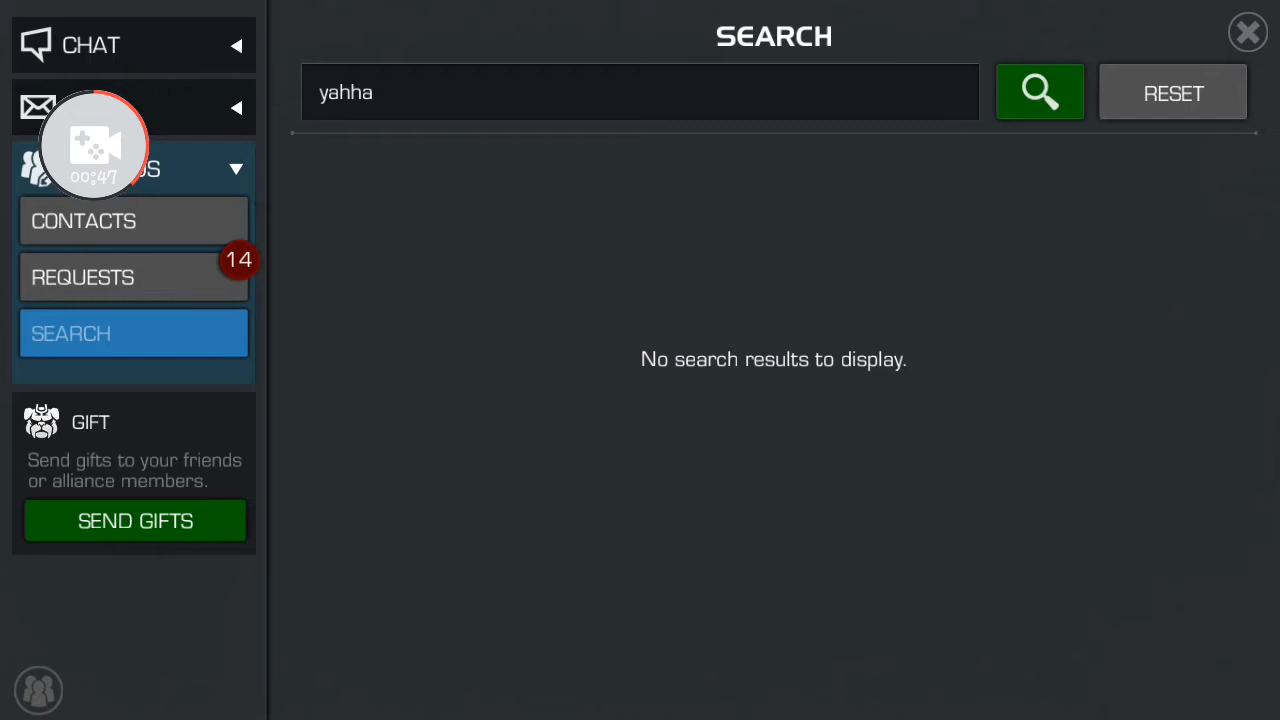 CHAT
00:47
CONTACTS
REQUESTS
14
SEARCH
GIFT
Send gifts to your friends
or alliance members.
SEND GIFTS
SEARCH
yahha
RESET
No search results to display.